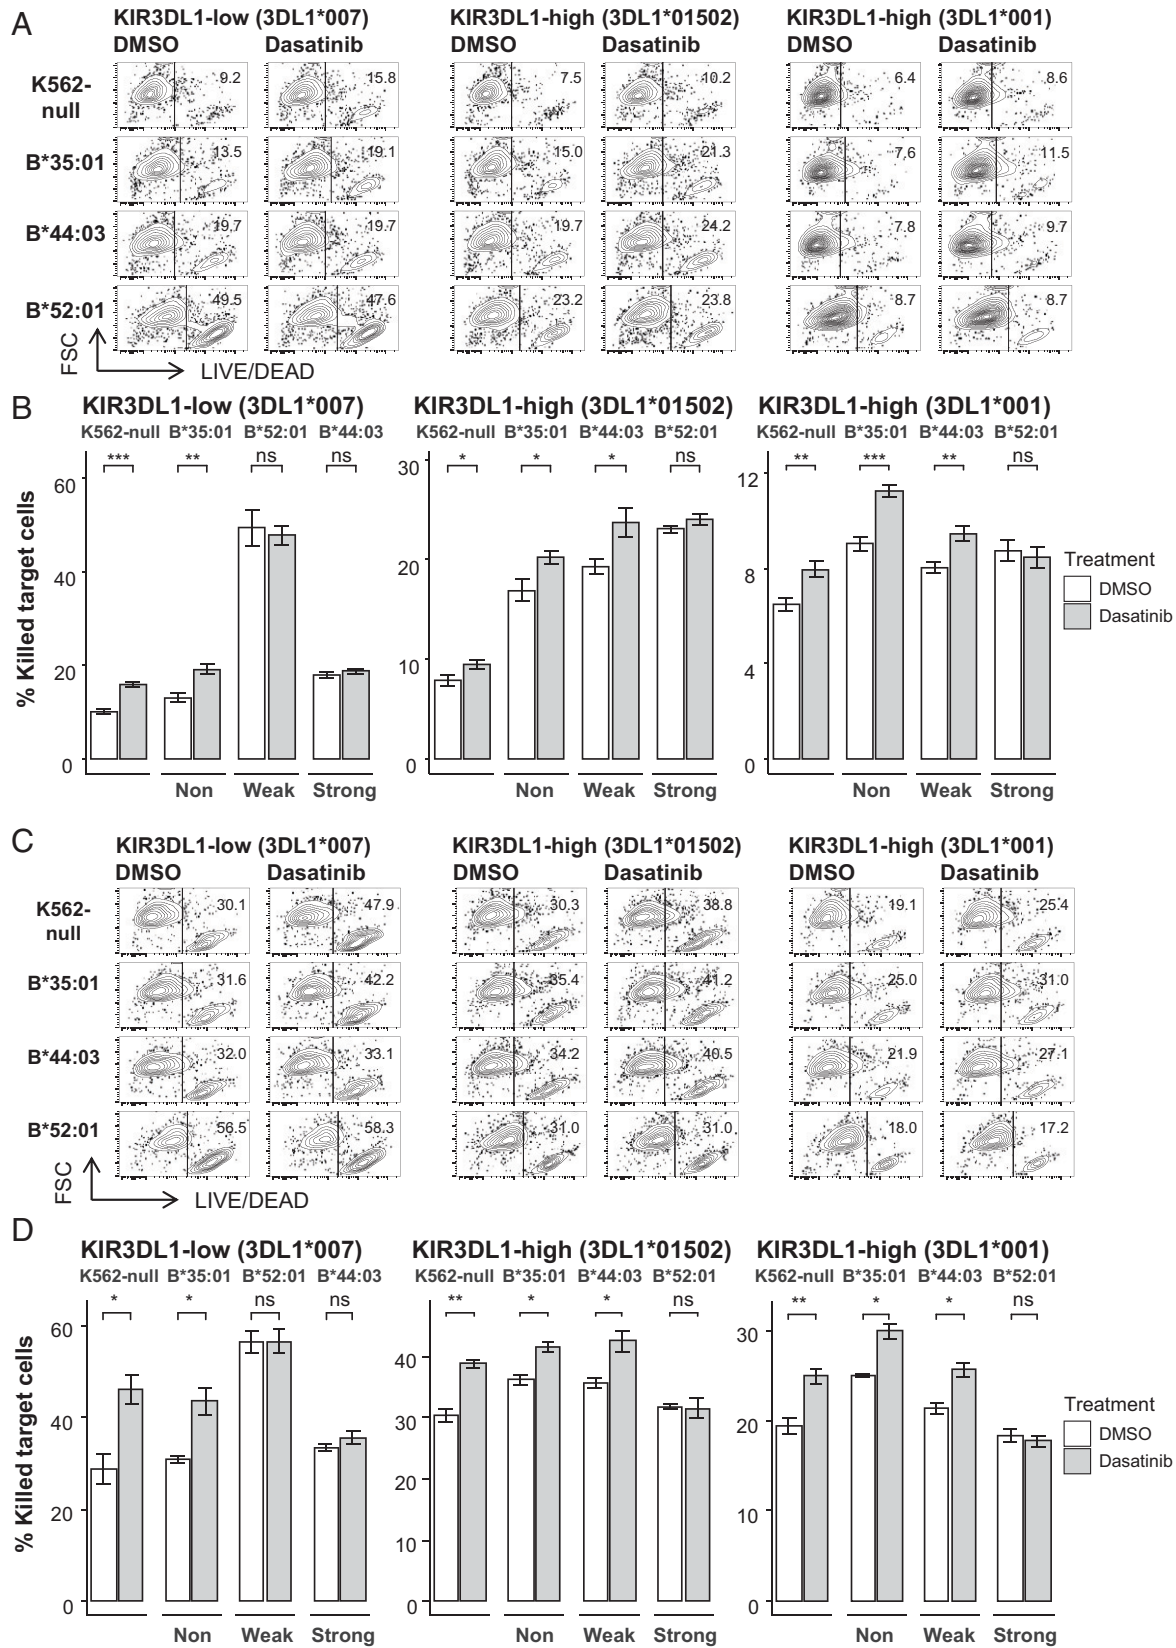 A
KIR3DL1-low (3DL1*007)
KIR3DL1-high (3DL1*01502)
KIR3DL1-high (3DL1*001)
DMSO Dasatinib DMSO Dasatinib DMSO Dasatinib
K562-
null
9.2 15.8 7.5 10.2 6.4 8.6
B*35:01 13.5 19.1 15.0 21.3 7.6 11.5
B*44:03 19.7 19.7 19.7 24.2 7.8 9.7
B*52:01 49.5 47.6 23.2 23.8 8.7 8.7
FSC
LIVE/DEAD
B
KIR3DL1-low (3DL1*007)
K562-null B*35:01 B*52:01 B*44:03
*** ** ns ns
% Killed target cells
60
40
20
0
Non Weak Strong
KIR3DL1-high (3DL1*01502)
K562-null B*35:01 B*44:03 B*52:01
* * * ns
30
20
10
0
Non Weak Strong
KIR3DL1-high (3DL1*001)
K562-null B*35:01 B*44:03 B*52:01
** *** ** ns
12
8
4
0
Non Weak Strong
Treatment
DMSO
Dasatinib
C
KIR3DL1-low (3DL1*007)
KIR3DL1-high (3DL1*01502)
KIR3DL1-high (3DL1*001)
DMSO Dasatinib DMSO Dasatinib DMSO Dasatinib
K562-
null
30.1 47.9 30.3 38.8 19.1 25.4
B*35:01 31.6 42.2 35.4 41.2 25.0 31.0
B*44:03 32.0 33.1 34.2 40.5 21.9 27.1
B*52:01 56.5 58.3 31.0 31.0 18.0 17.2
FSC
LIVE/DEAD
D
KIR3DL1-low (3DL1*007)
K562-null B*35:01 B*52:01 B*44:03
* * ns ns
% Killed target cells
60
40
20
0
Non Weak Strong
KIR3DL1-high (3DL1*01502)
K562-null B*35:01 B*44:03 B*52:01
** * * ns
40
30
20
10
0
Non Weak Strong
KIR3DL1-high (3DL1*001)
K562-null B*35:01 B*44:03 B*52:01
** * * ns
30
20
10
0
Non Weak Strong
Treatment
DMSO
Dasatinib